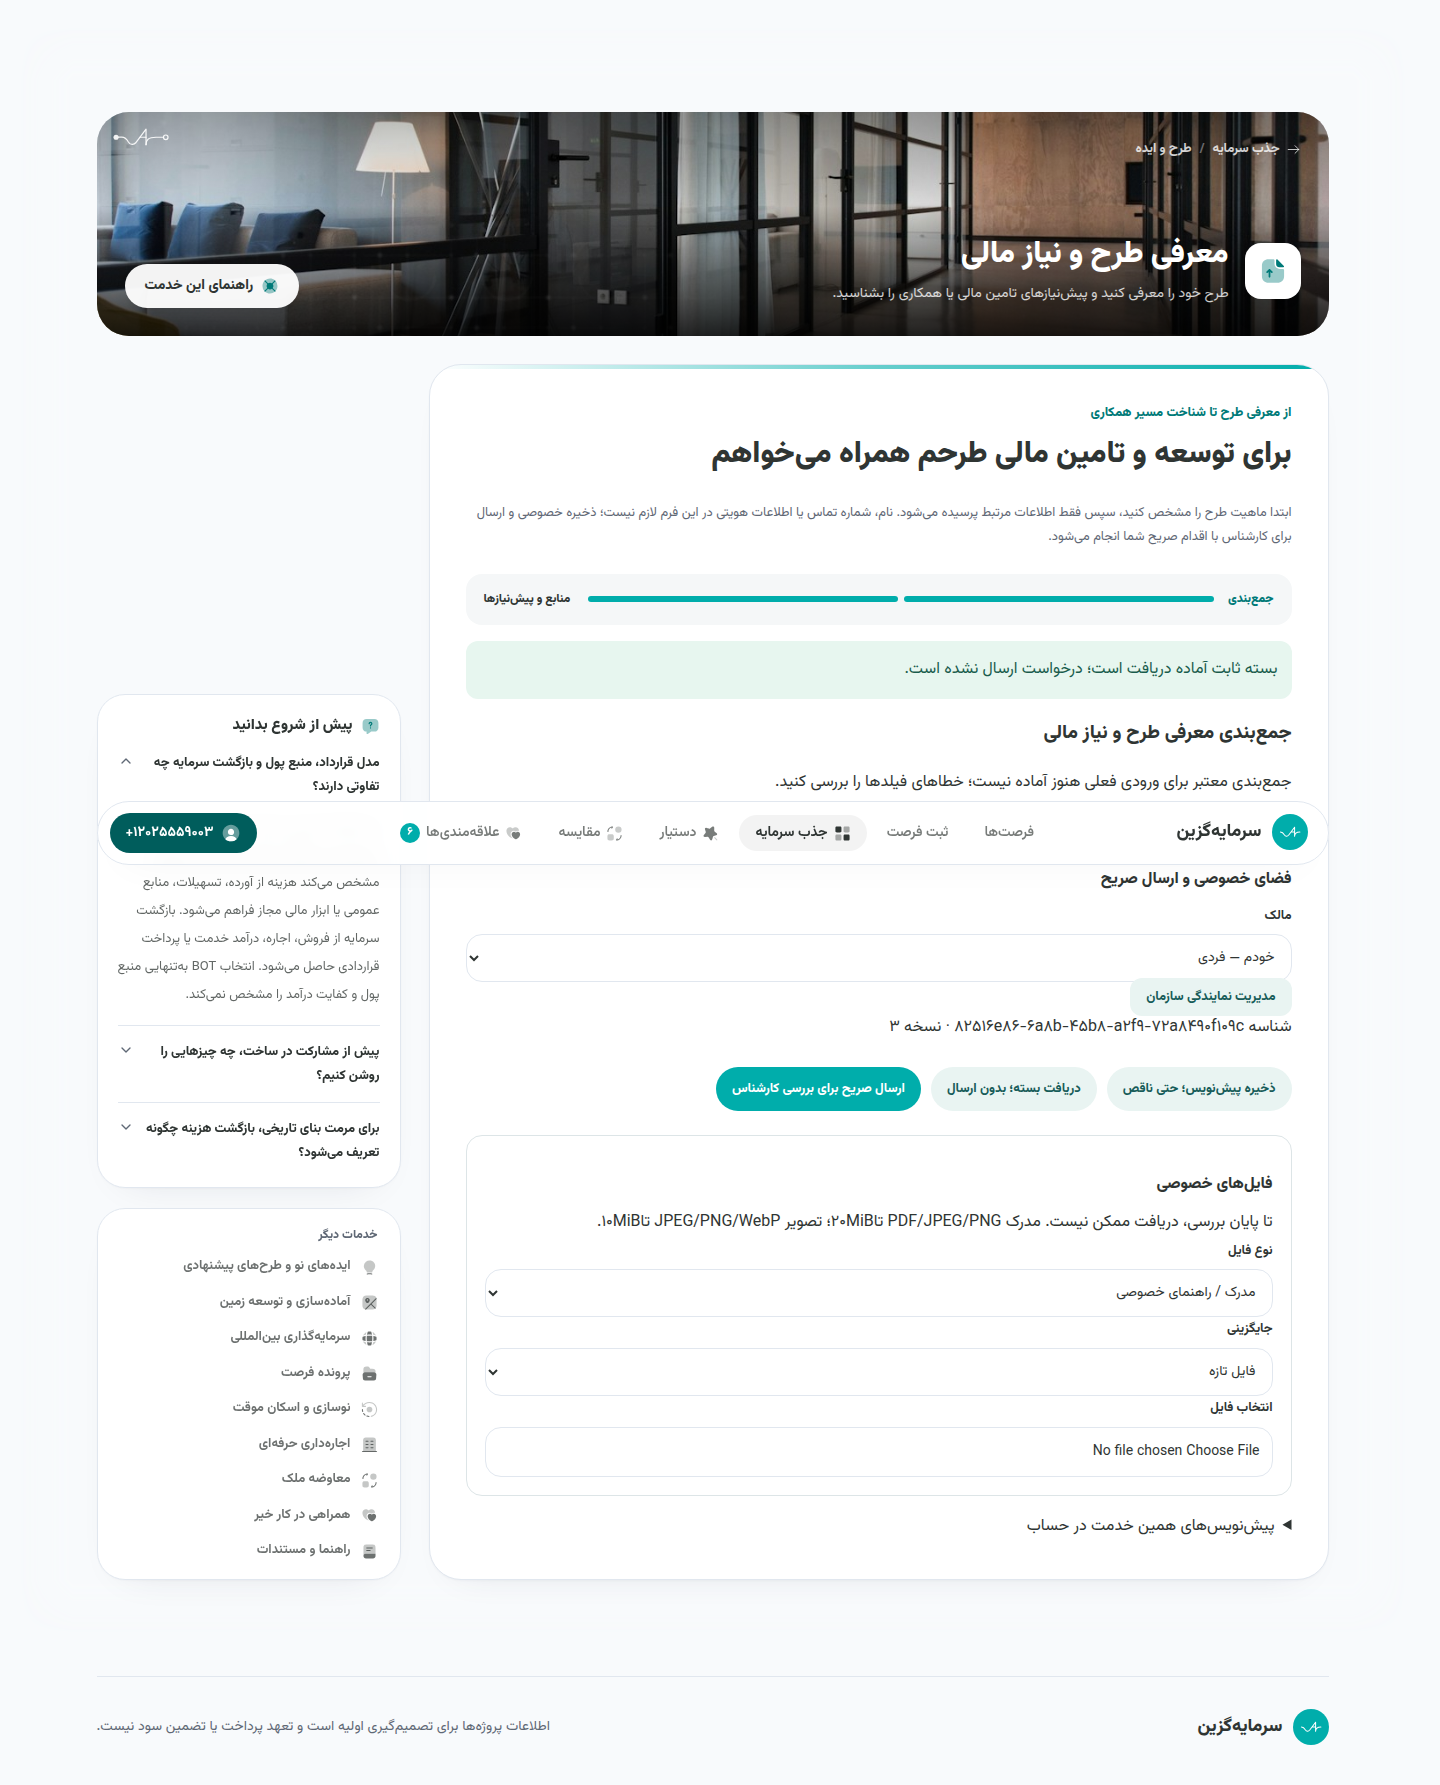 جذب سرمایه / طرح و ایده
معرفی طرح و نیاز مالی
طرح خود را معرفی کنید و پیش‌نیازهای تامین مالی یا همکاری را بشناسید.
راهنمای این خدمت
از معرفی طرح تا شناخت مسیر همکاری
برای توسعه و تامین مالی طرحم همراه می‌خواهم
ابتدا ماهیت طرح را مشخص کنید، سپس فقط اطلاعات مرتبط پرسیده می‌شود. نام، شماره تماس یا اطلاعات هویتی در این فرم لازم نیست؛ ذخیره خصوصی و ارسال
برای کارشناس با اقدام صریح شما انجام می‌شود.
جمع‌بندی
منابع و پیش‌نیازها
بسته ثابت آماده دریافت است؛ درخواست ارسال نشده است.
جمع‌بندی معرفی طرح و نیاز مالی
جمع‌بندی معتبر برای ورودی فعلی هنوز آماده نیست؛ خطاهای فیلدها را بررسی کنید.
سرمایه‌گزین
فرصت‌ها
ثبت فرصت
جذب سرمایه
دستیار
مقایسه
علاقه‌مندی‌ها ۶
+۱۲۰۲۵۵۵۹۰۰۳
فضای خصوصی و ارسال صریح
مالک
خودم — فردی
مدیریت نمایندگی سازمان
شناسه ۸۲۵۱۶e۸۶-۶a۸b-۴۵b۸-a۲f۹-۷۲a۸۴۹۰f۱۰۹c · نسخه ۳
ذخیره پیش‌نویس؛ حتی ناقص
دریافت بسته؛ بدون ارسال
ارسال صریح برای بررسی کارشناس
فایل‌های خصوصی
تا پایان بررسی، دریافت ممکن نیست. مدرک PDF/JPEG/PNG تا۲۰MiB؛ تصویر JPEG/PNG/WebP تا۱۰MiB.
نوع فایل
مدرک / راهنمای خصوصی
جایگزینی
فایل تازه
انتخاب فایل
No file chosen Choose File
پیش‌نویس‌های همین خدمت در حساب
پیش از شروع بدانید
مدل قرارداد، منبع پول و بازگشت سرمایه چه
تفاوتی دارند؟
مشخص می‌کند هزینه از آورده، تسهیلات، منابع
عمومی یا ابزار مالی مجاز فراهم می‌شود. بازگشت
سرمایه از فروش، اجاره، درآمد خدمت یا پرداخت
قراردادی حاصل می‌شود. انتخاب BOT به‌تنهایی منبع
پول و کفایت درآمد را مشخص نمی‌کند.
پیش از مشارکت در ساخت، چه چیزهایی را
روشن کنیم؟
برای مرمت بنای تاریخی، بازگشت هزینه چگونه
تعریف می‌شود؟
خدمات دیگر
ایده‌های نو و طرح‌های پیشنهادی
آماده‌سازی و توسعه زمین
سرمایه‌گذاری بین‌المللی
پرونده فرصت
نوسازی و اسکان موقت
اجاره‌داری حرفه‌ای
معاوضه ملک
همراهی در کار خیر
راهنما و مستندات
سرمایه‌گزین
اطلاعات پروژه‌ها برای تصمیم‌گیری اولیه است و تعهد پرداخت یا تضمین سود نیست.